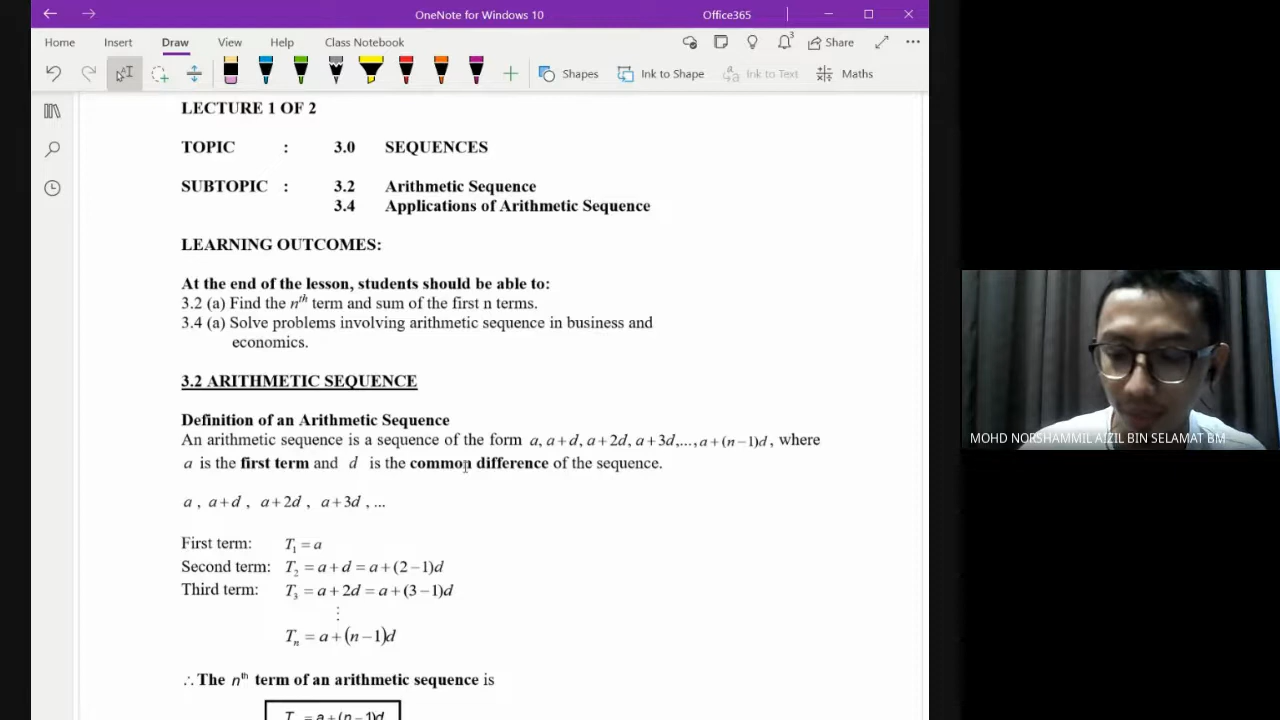 OneNote for Windows 10
Office365
Home Insert Draw View Help Class Notebook
3
Share
Shapes Ink to Shape Ink to Text Maths
LECTURE 1 OF 2
TOPIC : 3.0 SEQUENCES
SUBTOPIC : 3.2 Arithmetic Sequence
3.4 Applications of Arithmetic Sequence
LEARNING OUTCOMES:
At the end of the lesson, students should be able to:
3.2 (a) Find the nᵗʰ term and sum of the first n terms.
3.4 (a) Solve problems involving arithmetic sequence in business and
economics.
3.2 ARITHMETIC SEQUENCE
Definition of an Arithmetic Sequence
An arithmetic sequence is a sequence of the form a, a+d, a+2d, a+3d,..., a+(n−1)d, where
a is the first term and d is the common difference of the sequence.
a , a+d , a+2d , a+3d , ...
First term: T₁ = a
Second term: T₂ = a+d = a+(2−1)d
Third term: T₃ = a+2d = a+(3−1)d
⋮
Tₙ = a+(n−1)d
∴ The nᵗʰ term of an arithmetic sequence is
Tₙ = a+(n−1)d
MOHD NORSHAMMIL AIZIL BIN SELAMAT BM